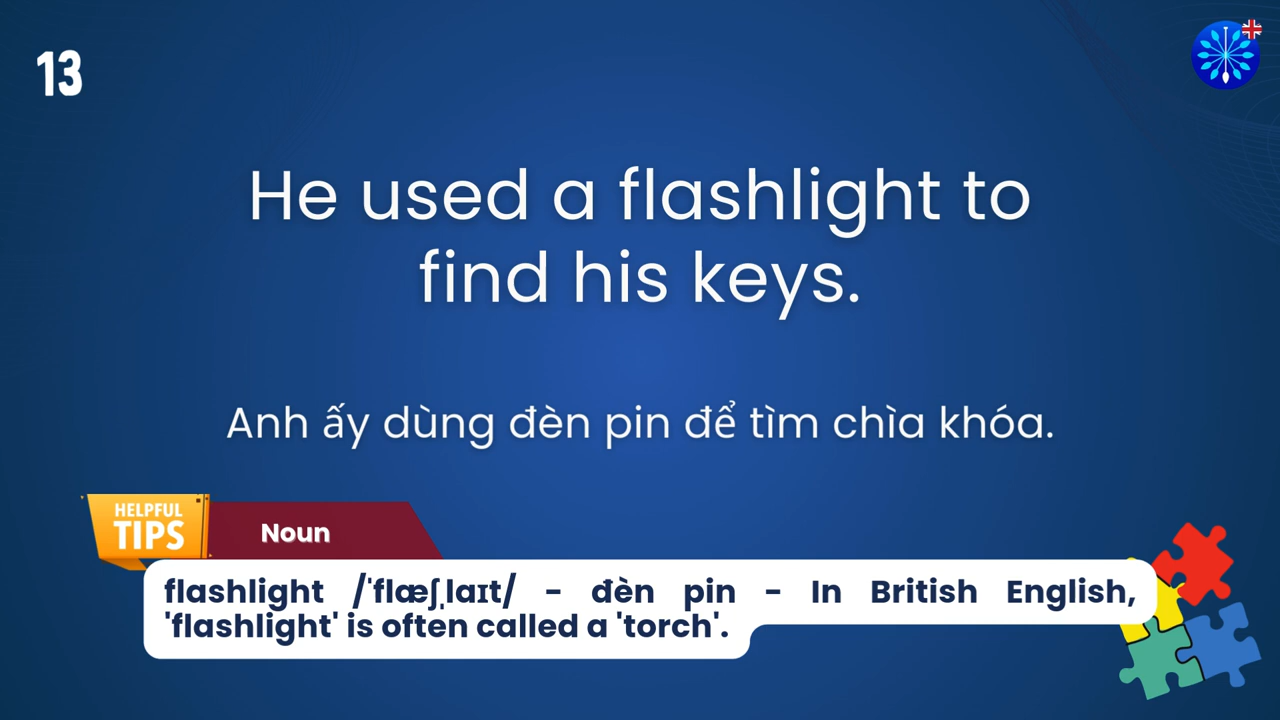 13
He used a flashlight to
find his keys.
Anh ấy dùng đèn pin để tìm chìa khóa.
HELPFUL
TIPS
Noun
flashlight /ˈflæʃˌlaɪt/ - đèn pin - In British English,
'flashlight' is often called a 'torch'.